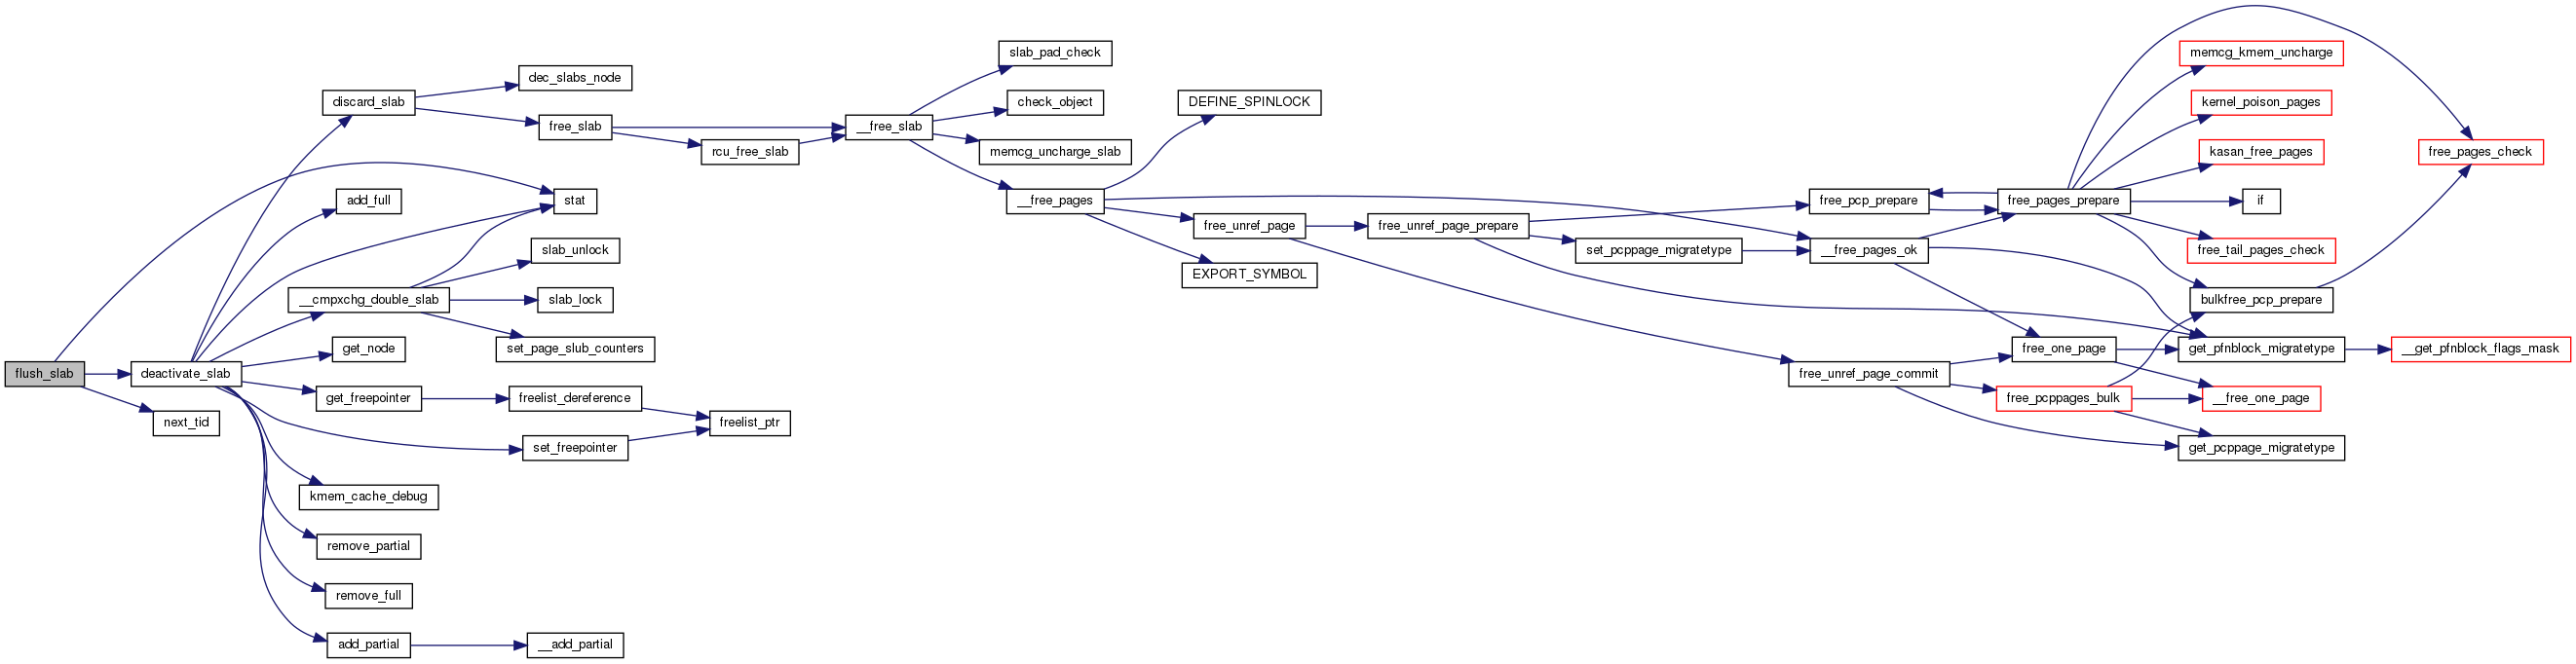 flush_slab
deactivate_slab
next_tid
discard_slab
add_full
__cmpxchg_double_slab
get_node
get_freepointer
set_freepointer
kmem_cache_debug
remove_partial
remove_full
add_partial
dec_slabs_node
free_slab
stat
slab_unlock
slab_lock
set_page_slub_counters
freelist_dereference
__add_partial
rcu_free_slab
freelist_ptr
__free_slab
slab_pad_check
check_object
memcg_uncharge_slab
__free_pages
DEFINE_SPINLOCK
free_unref_page
EXPORT_SYMBOL
free_unref_page_prepare
set_pcppage_migratetype
free_pcp_prepare
__free_pages_ok
free_unref_page_commit
free_pages_prepare
free_one_page
free_pcppages_bulk
memcg_kmem_uncharge
kernel_poison_pages
kasan_free_pages
if
free_tail_pages_check
bulkfree_pcp_prepare
get_pfnblock_migratetype
__free_one_page
get_pcppage_migratetype
free_pages_check
__get_pfnblock_flags_mask